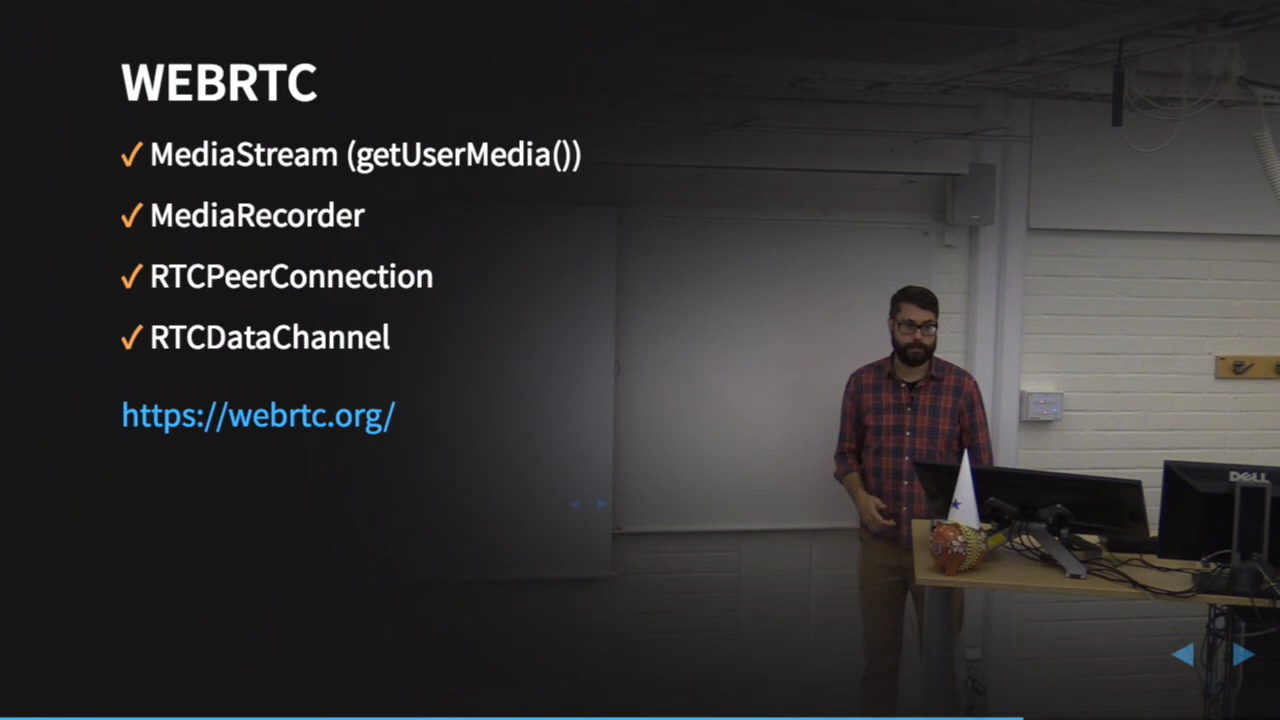 WEBRTC
✓ MediaStream (getUserMedia())
✓ MediaRecorder
✓ RTCPeerConnection
✓ RTCDataChannel
https://webrtc.org/
DELL